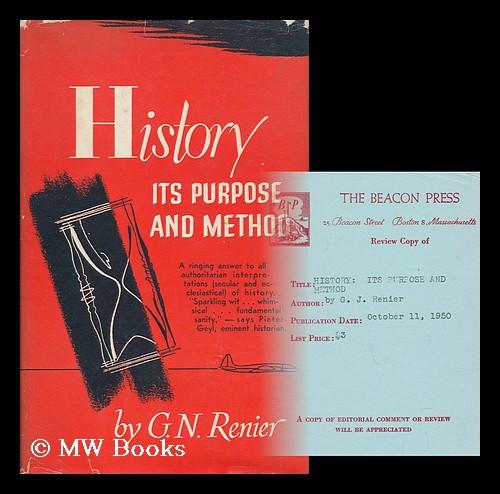 History
ITS PURPOSE
AND METHOD
A ringing answer to all
authoritarian interpre-
tations (secular and ec-
clesiastical) of history.
"Sparkling wit . . . whim-
sical . . . fundamental
sanity," — says Pieter
Geyl, eminent historian.
by G.N. Renier
© MW Books
B P
THE BEACON PRESS
25 Beacon Street Boston 8, Massachusetts
Review Copy of
TITLE: HISTORY: ITS PURPOSE AND
METHOD
AUTHOR: by G. J. Renier
PUBLICATION DATE: October 11, 1950
LIST PRICE: $3
A COPY OF EDITORIAL COMMENT OR REVIEW
WILL BE APPRECIATED